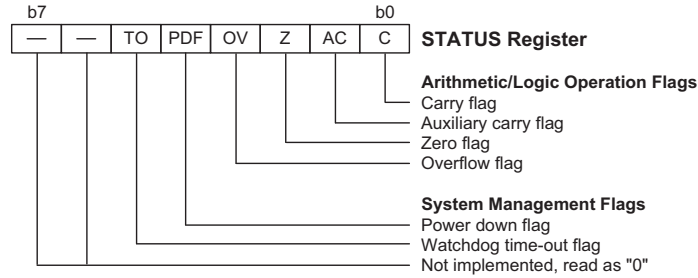 b7 b0
— — TO PDF OV Z AC C STATUS Register
Arithmetic/Logic Operation Flags
Carry flag
Auxiliary carry flag
Zero flag
Overflow flag
System Management Flags
Power down flag
Watchdog time-out flag
Not implemented, read as "0"